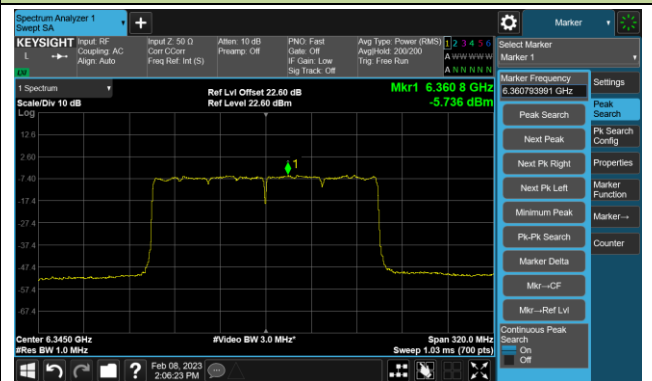 Spectrum Analyzer 1
Swept SA
Marker
KEYSIGHT
L
Input: RF
Coupling: AC
Align: Auto
Input Z: 50 Ω
Corr CCorr
Freq Ref: Int (S)
Atten: 10 dB
Preamp: Off
PNO: Fast
Gate: Off
IF Gain: Low
Sig Track: Off
Avg Type: Power (RMS)
Avg|Hold: 200/200
Trig: Free Run
1 2 3 4 5 6
A W W W W W
A N N N N N
Select Marker
Marker 1
1 Spectrum
Scale/Div 10 dB
Log
Ref Lvl Offset 22.60 dB
Ref Level 22.60 dBm
Mkr1 6.360 8 GHz
-5.736 dBm
1
12.6
2.60
-7.40
-17.4
-27.4
-37.4
-47.4
-57.4
-67.4
Center 6.3450 GHz
#Res BW 1.0 MHz
#Video BW 3.0 MHz*
Span 320.0 MHz
Sweep 1.03 ms (700 pts)
Marker Frequency
6.360793991 GHz
Peak Search
Next Peak
Next Pk Right
Next Pk Left
Minimum Peak
Pk-Pk Search
Marker Delta
Mkr→CF
Mkr→Ref Lvl
Continuous Peak
Search
On
Off
Settings
Peak
Search
Pk Search
Config
Properties
Marker
Function
Marker→
Counter
?
Feb 08, 2023
2:06:23 PM